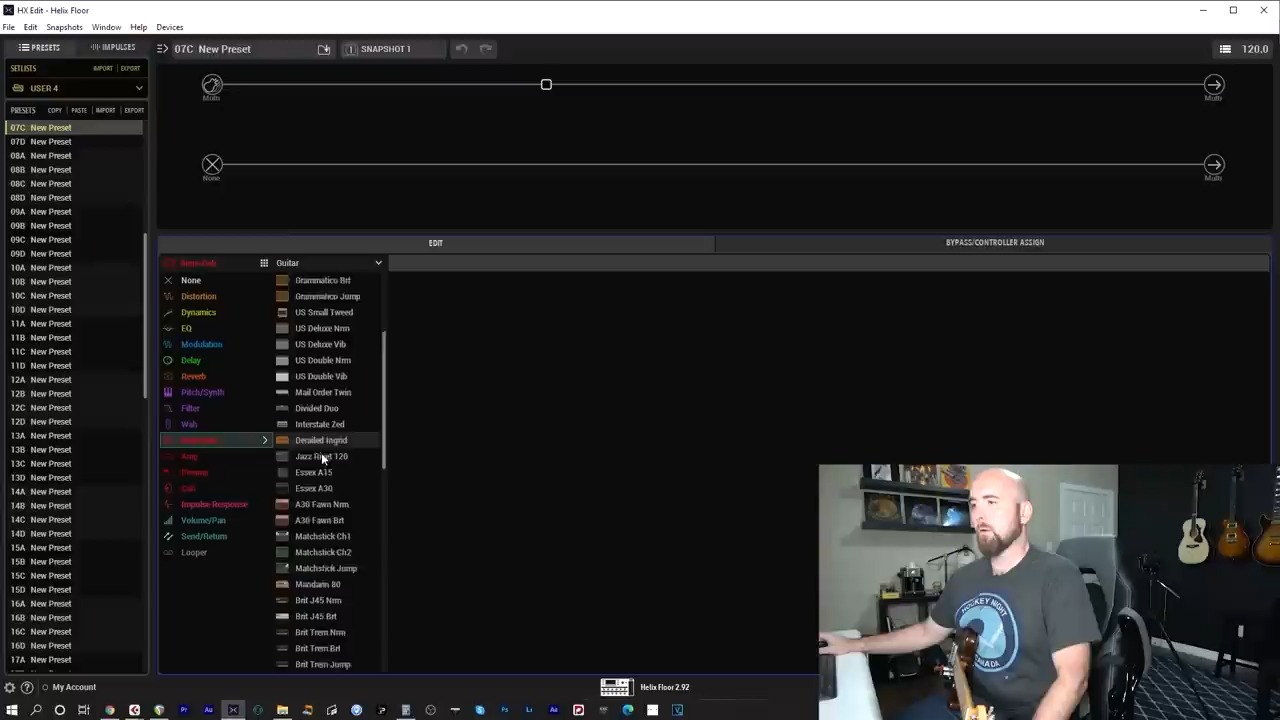 HX Edit - Helix Floor
File Edit Snapshots Window Help Devices
PRESETS IMPULSES
07C New Preset
1 SNAPSHOT 1
120.0
SETLISTS IMPORT EXPORT
USER 4
PRESETS COPY PASTE IMPORT EXPORT
07C New Preset
07D New Preset
08A New Preset
08B New Preset
08C New Preset
08D New Preset
09A New Preset
09B New Preset
09C New Preset
09D New Preset
10A New Preset
10B New Preset
10C New Preset
10D New Preset
11A New Preset
11B New Preset
11C New Preset
11D New Preset
12A New Preset
12B New Preset
12C New Preset
12D New Preset
13A New Preset
13B New Preset
13C New Preset
13D New Preset
14A New Preset
14B New Preset
14C New Preset
14D New Preset
15A New Preset
15B New Preset
15C New Preset
15D New Preset
16A New Preset
16B New Preset
16C New Preset
16D New Preset
17A New Preset
Multi
Multi
None
Multi
EDIT
BYPASS/CONTROLLER ASSIGN
Amp+Cab
Guitar
None
Distortion
Dynamics
EQ
Modulation
Delay
Reverb
Pitch/Synth
Filter
Wah
Amp+Cab
Amp
Preamp
Cab
Impulse Response
Volume/Pan
Send/Return
Looper
Grammatico Brt
Grammatico Jump
US Small Tweed
US Deluxe Nrm
US Deluxe Vib
US Double Nrm
US Double Vib
Mail Order Twin
Divided Duo
Interstate Zed
Derailed Ingrid
Jazz Rivet 120
Essex A15
Essex A30
A30 Fawn Nrm
A30 Fawn Brt
Matchstick Ch1
Matchstick Ch2
Matchstick Jump
Mandarin 80
Brit J45 Nrm
Brit J45 Brt
Brit Trem Nrm
Brit Trem Brt
Brit Trem Jump
HOCKEY NIGHT
My Account
Helix Floor 2.92